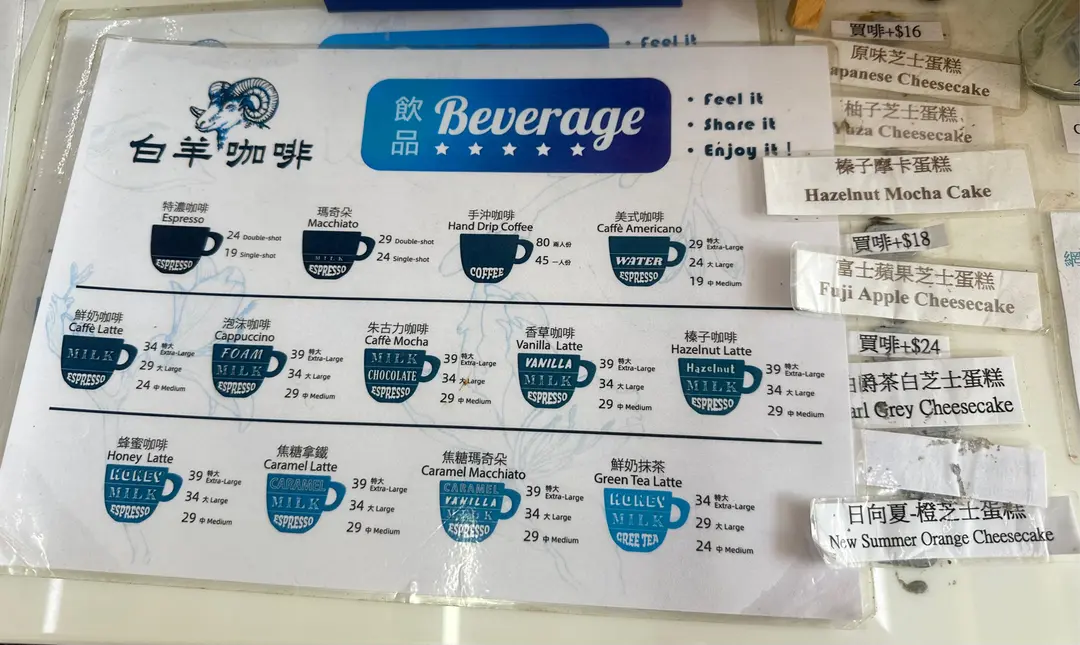 Feel it
白羊咖啡
飲品
Beverage
• Feel it
• Share it
• Enjoy it !
特濃咖啡
Espresso
ESPRESSO
24 Double-shot
19 Single-shot
瑪奇朵
Macchiato
MILK
ESPRESSO
29 Double-shot
24 Single-shot
手沖咖啡
Hand Drip Coffee
COFFEE
80 兩人份
45 一人份
美式咖啡
Caffè Americano
WATER
ESPRESSO
29 特大 Extra-Large
24 大 Large
19 中 Medium
鮮奶咖啡
Caffè Latte
MILK
ESPRESSO
34 特大 Extra-Large
29 大 Large
24 中 Medium
泡沫咖啡
Cappuccino
FOAM
MILK
ESPRESSO
39 特大 Extra-Large
34 大 Large
29 中 Medium
朱古力咖啡
Caffè Mocha
MILK
CHOCOLATE
ESPRESSO
39 特大 Extra-Large
34 大 Large
29 中 Medium
香草咖啡
Vanilla Latte
VANILLA
MILK
ESPRESSO
39 特大 Extra-Large
34 大 Large
29 中 Medium
榛子咖啡
Hazelnut Latte
Hazelnut
MILK
ESPRESSO
39 特大 Extra-Large
34 大 Large
29 中 Medium
蜂蜜咖啡
Honey Latte
HONEY
MILK
ESPRESSO
39 特大 Extra-Large
34 大 Large
29 中 Medium
焦糖拿鐵
Caramel Latte
CARAMEL
MILK
ESPRESSO
39 特大 Extra-Large
34 大 Large
29 中 Medium
焦糖瑪奇朵
Caramel Macchiato
CARAMEL
VANILLA
MILK
ESPRESSO
39 特大 Extra-Large
34 大 Large
29 中 Medium
鮮奶抹茶
Green Tea Latte
HONEY
MILK
GREE TEA
34 特大 Extra-Large
29 大 Large
24 中 Medium
買啡+$16
原味芝士蛋糕
apanese Cheesecake
柚子芝士蛋糕
Yuza Cheesecake
榛子摩卡蛋糕
Hazelnut Mocha Cake
買啡+$18
富士蘋果芝士蛋糕
Fuji Apple Cheesecake
買啡+$24
伯爵茶白芝士蛋糕
arl Grey Cheesecake
日向夏-橙芝士蛋糕
New Summer Orange Cheesecake
網